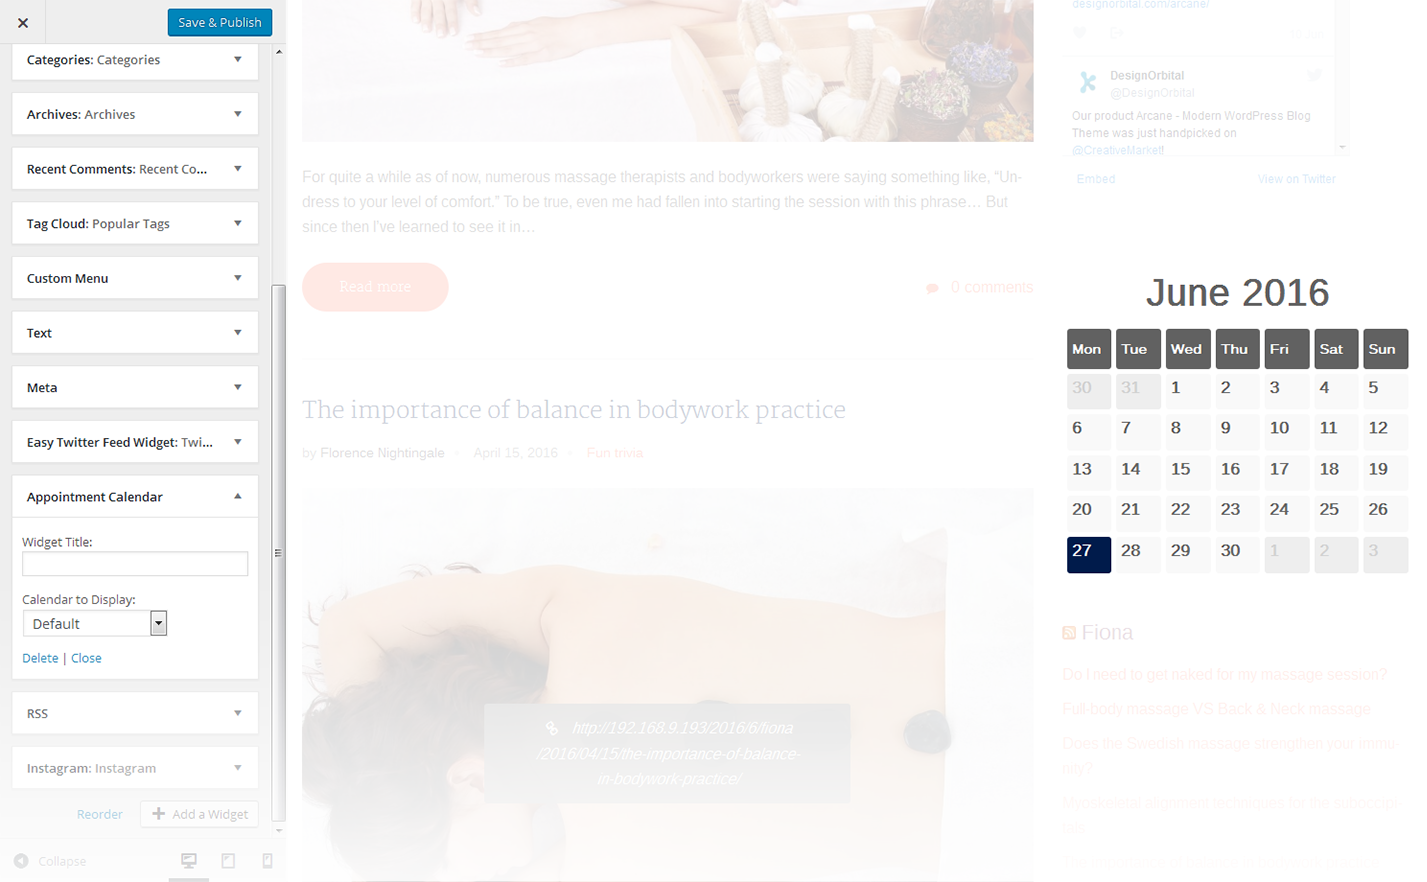 Save & Publish
Categories: Categories
Archives: Archives
Recent Comments: Recent Co...
Tag Cloud: Popular Tags
Custom Menu
Text
Meta
Easy Twitter Feed Widget: Twi...
Appointment Calendar
Widget Title:
Calendar to Display:
Default
Delete | Close
RSS
Instagram: Instagram
Reorder
Add a Widget
Collapse
For quite a while as of now, numerous massage therapists and bodyworkers were saying something like, “Un-
dress to your level of comfort.” To be true, even me had fallen into starting the session with this phrase… But
since then I've learned to see it in…
Read more
0 comments
The importance of balance in bodywork practice
by Florence Nightingale
April 15, 2016
Fun trivia
http://192.168.9.193/2016/6/fiona
/2016/04/15/the-importance-of-balance-
in-bodywork-practice/
designorbital.com/arcane/
DesignOrbital
@DesignOrbital
Our product Arcane - Modern WordPress Blog
Theme was just handpicked on
@CreativeMarket!
Embed
View on Twitter
June 2016
Mon Tue Wed Thu Fri Sat Sun
30 31 1 2 3 4 5
6 7 8 9 10 11 12
13 14 15 16 17 18 19
20 21 22 23 24 25 26
27 28 29 30 1 2 3
Fiona
Do I need to get naked for my massage session?
Full-body massage VS Back & Neck massage
Does the Swedish massage strengthen your immu-
nity?
Myoskeletal alignment techniques for the